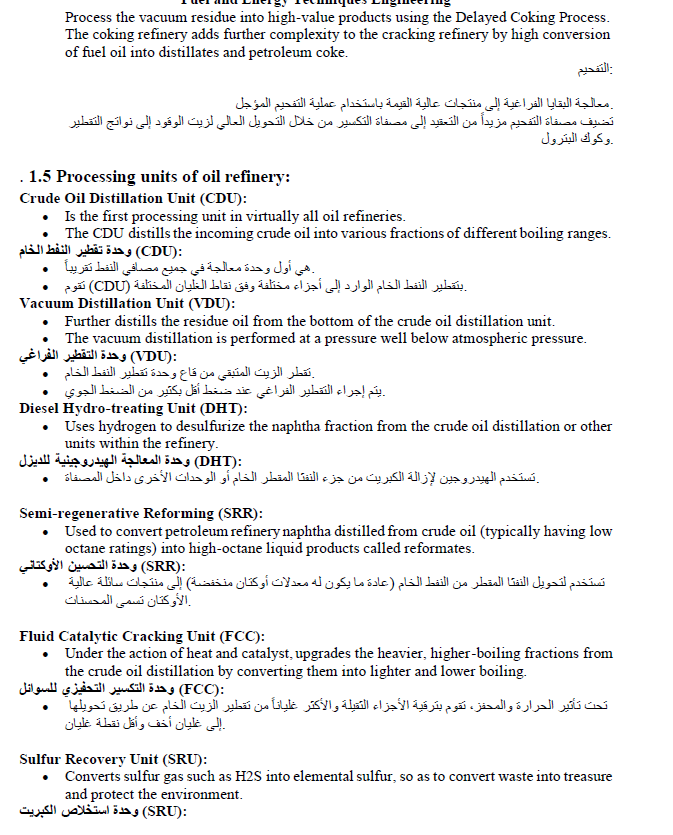 Fuel and Energy Techniques Engineering
Process the vacuum residue into high-value products using the Delayed Coking Process.
The coking refinery adds further complexity to the cracking refinery by high conversion
of fuel oil into distillates and petroleum coke.
التفحيم:
معالجة البقايا الفراغية إلى منتجات عالية القيمة باستخدام عملية التفحيم المؤجل.
تضيف مصفاة التفحيم مزيداً من التعقيد إلى مصفاة التكسير من خلال التحويل العالي لزيت الوقود إلى نواتج التقطير
وكوك البترول.
. 1.5 Processing units of oil refinery:
Crude Oil Distillation Unit (CDU):
• Is the first processing unit in virtually all oil refineries.
• The CDU distills the incoming crude oil into various fractions of different boiling ranges.
وحدة تقطير النفط الخام (CDU):
• هي أول وحدة معالجة في جميع مصافي النفط تقريباً.
• تقوم (CDU) بتقطير النفط الخام الوارد إلى أجزاء مختلفة وفق نقاط الغليان المختلفة.
Vacuum Distillation Unit (VDU):
• Further distills the residue oil from the bottom of the crude oil distillation unit.
• The vacuum distillation is performed at a pressure well below atmospheric pressure.
وحدة التقطير الفراغي (VDU):
• تقطر الزيت المتبقي من قاع وحدة تقطير النفط الخام.
• يتم إجراء التقطير الفراغي عند ضغط أقل بكثير من الضغط الجوي.
Diesel Hydro-treating Unit (DHT):
• Uses hydrogen to desulfurize the naphtha fraction from the crude oil distillation or other
units within the refinery.
وحدة المعالجة الهيدروجينية للديزل (DHT):
• تستخدم الهيدروجين لإزالة الكبريت من جزء النفثا المقطر الخام أو الوحدات الأخرى داخل المصفاة.
Semi-regenerative Reforming (SRR):
• Used to convert petroleum refinery naphtha distilled from crude oil (typically having low
octane ratings) into high-octane liquid products called reformates.
وحدة التحسين الأوكتاني (SRR):
• تستخدم لتحويل النفثا المقطر من النفط الخام (عادة ما يكون له معدلات أوكتان منخفضة) إلى منتجات سائلة عالية
الأوكتان تسمى المحسنات.
Fluid Catalytic Cracking Unit (FCC):
• Under the action of heat and catalyst, upgrades the heavier, higher-boiling fractions from
the crude oil distillation by converting them into lighter and lower boiling.
وحدة التكسير التحفيزي للسوائل (FCC):
• تحت تأثير الحرارة والمحفز، تقوم بترقية الأجزاء الثقيلة والأكثر غلياناً من تقطير الزيت الخام عن طريق تحويلها
إلى غليان أخف وأقل نقطة غليان.
Sulfur Recovery Unit (SRU):
• Converts sulfur gas such as H2S into elemental sulfur, so as to convert waste into treasure
and protect the environment.
وحدة استخلاص الكبريت (SRU):